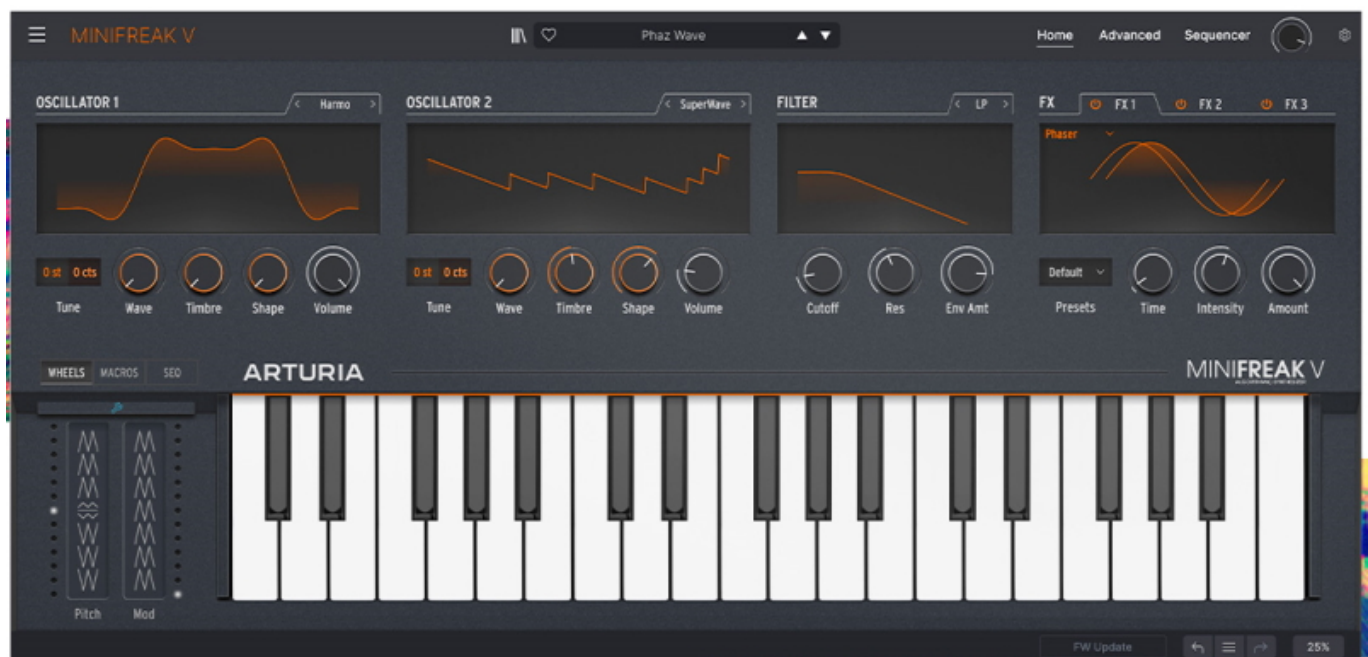 MINIFREAK V
Phaz Wave
Home Advanced Sequencer
OSCILLATOR 1
Harmo
OSCILLATOR 2
SuperWave
FILTER
LP
FX FX 1 FX 2 FX 3
Phaser
0 st 0 cts
Tune Wave Timbre Shape Volume
0 st 0 cts
Tune Wave Timbre Shape Volume
Cutoff Res Env Amt
Default
Presets Time Intensity Amount
WHEELS MACROS SEQ
ARTURIA
MINIFREAK V
Pitch Mod
FW Update
25%